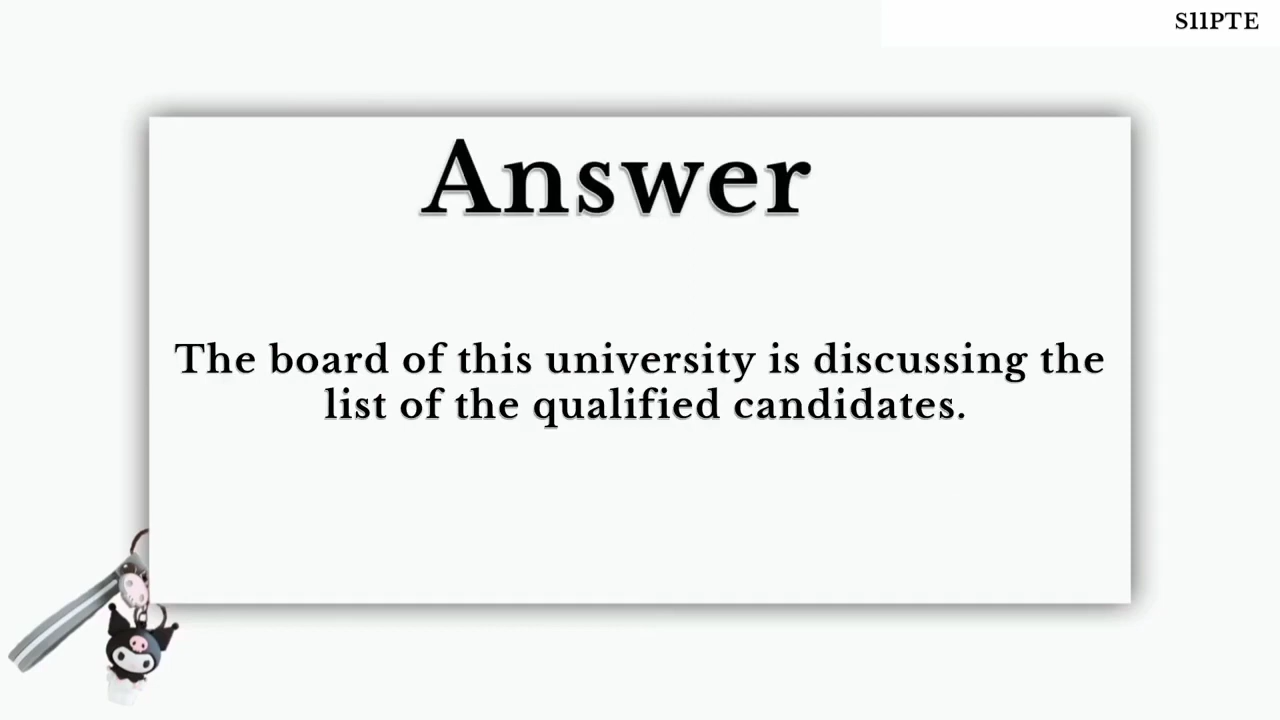 S11PTE
Answer
The board of this university is discussing the
list of the qualified candidates.